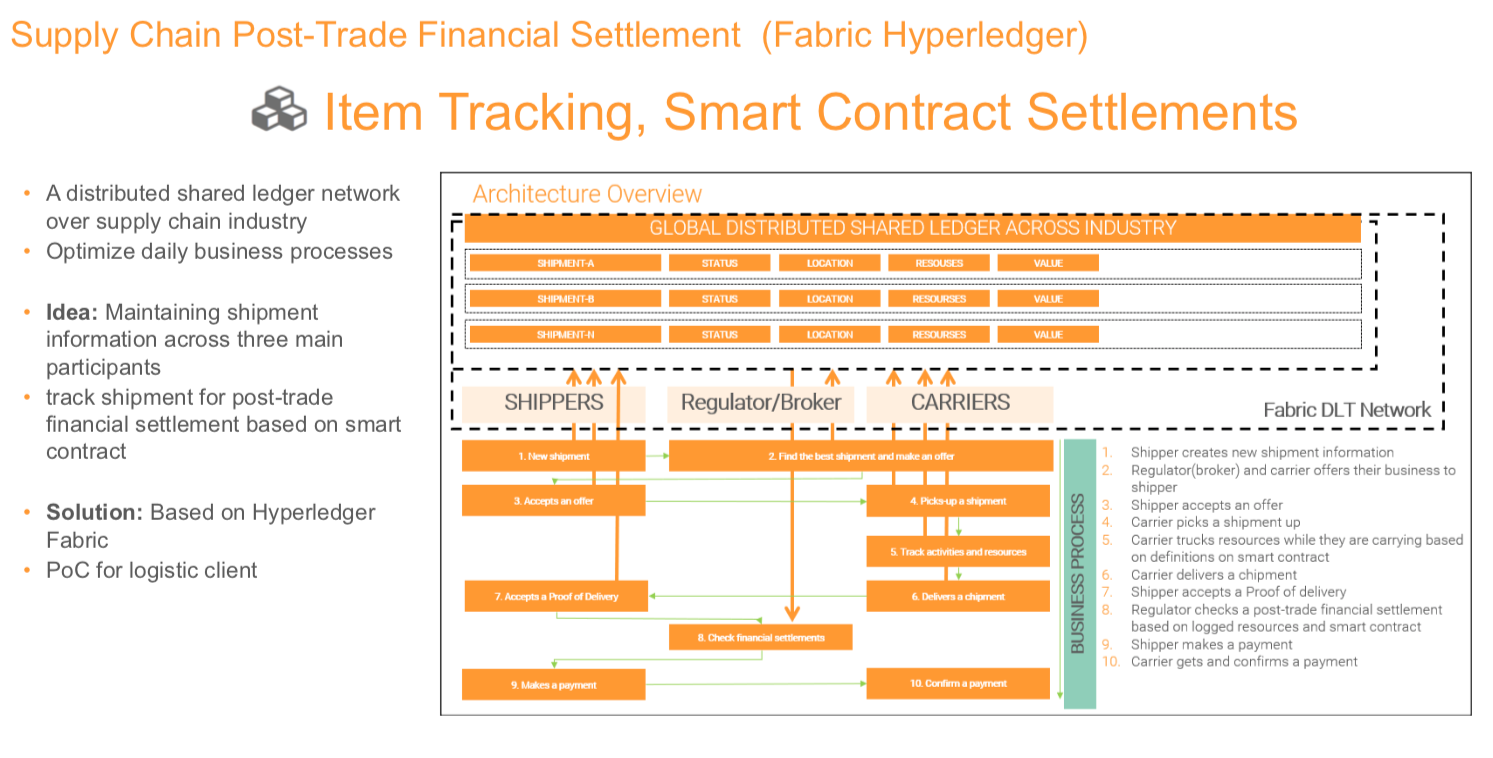 Supply Chain Post-Trade Financial Settlement (Fabric Hyperledger)
Item Tracking, Smart Contract Settlements
• A distributed shared ledger network
over supply chain industry
• Optimize daily business processes
• Idea: Maintaining shipment
information across three main
participants
• track shipment for post-trade
financial settlement based on smart
contract
• Solution: Based on Hyperledger
Fabric
• PoC for logistic client
Architecture Overview
GLOBAL DISTRIBUTED SHARED LEDGER ACROSS INDUSTRY
SHIPMENT-A STATUS LOCATION RESOUSES VALUE
SHIPMENT-B STATUS LOCATION RESOURSES VALUE
SHIPMENT-N STATUS LOCATION RESOURSES VALUE
SHIPPERS Regulator/Broker CARRIERS
Fabric DLT Network
1. New shipment
2. Find the best shipment and make an offer
3. Accepts an offer
4. Picks-up a shipment
5. Track activities and resources
7. Accepts a Proof of Delivery
6. Delivers a chipment
8. Check financial settlements
9. Makes a payment
10. Confirm a payment
BUSINESS PROCESS
1. Shipper creates new shipment information
2. Regulator(broker) and carrier offers their business to
shipper
3. Shipper accepts an offer
4. Carrier picks a shipment up
5. Carrier trucks resources while they are carrying based
on definitions on smart contract
6. Carrier delivers a chipment
7. Shipper accepts a Proof of delivery
8. Regulator checks a post-trade financial settlement
based on logged resources and smart contract
9. Shipper makes a payment
10. Carrier gets and confirms a payment